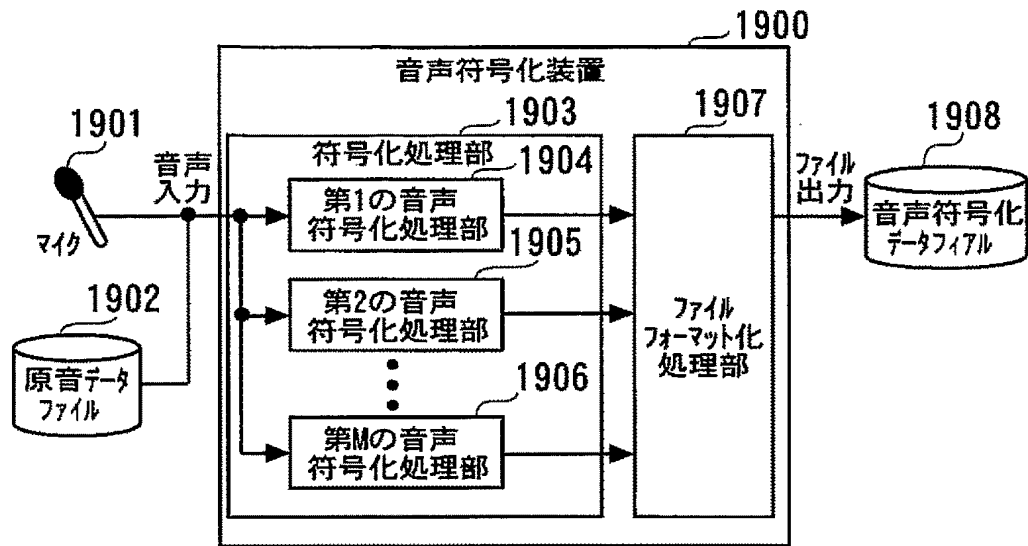 1900
音声符号化装置
1901
音声
入力
マイク
1902
原音データ
ファイル
1903
符号化処理部
1904
第1の音声
符号化処理部
1905
第2の音声
符号化処理部
1906
第Mの音声
符号化処理部
1907
ファイル
フォーマット化
処理部
ファイル
出力
1908
音声符号化
データフィアル